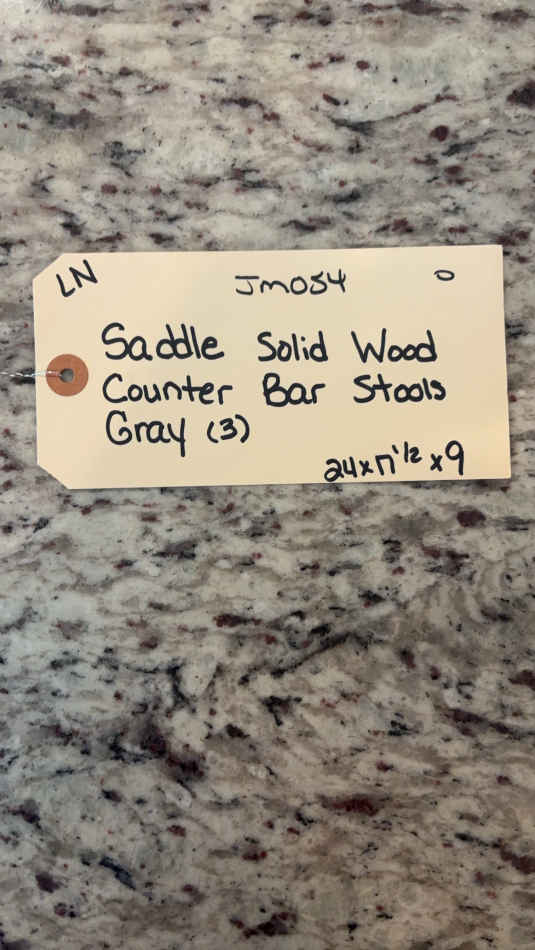 LN JM054 0
Saddle Solid Wood
Counter Bar Stools
Gray (3)
24x17 1/2 x9